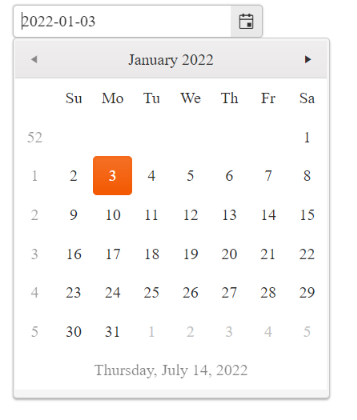 2022-01-03
January 2022
Su Mo Tu We Th Fr Sa
52 1
1 2 3 4 5 6 7 8
2 9 10 11 12 13 14 15
3 16 17 18 19 20 21 22
4 23 24 25 26 27 28 29
5 30 31 1 2 3 4 5
Thursday, July 14, 2022